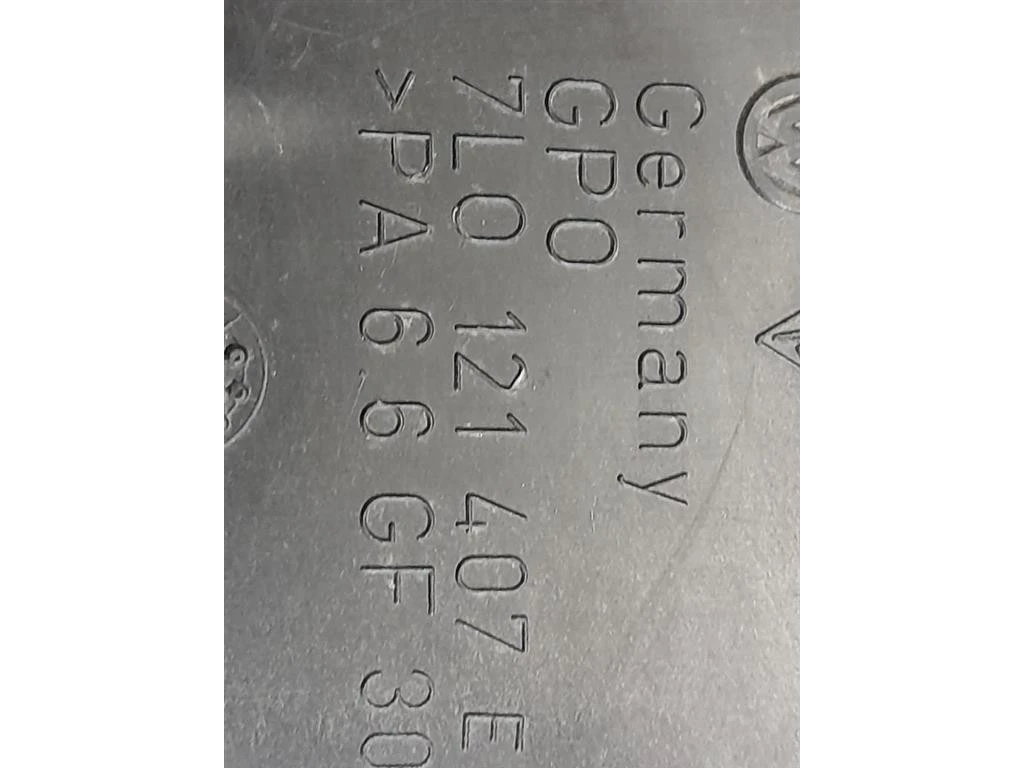 Germany
GPO
7L0 121 407 E
>PA 6.6 GF 30